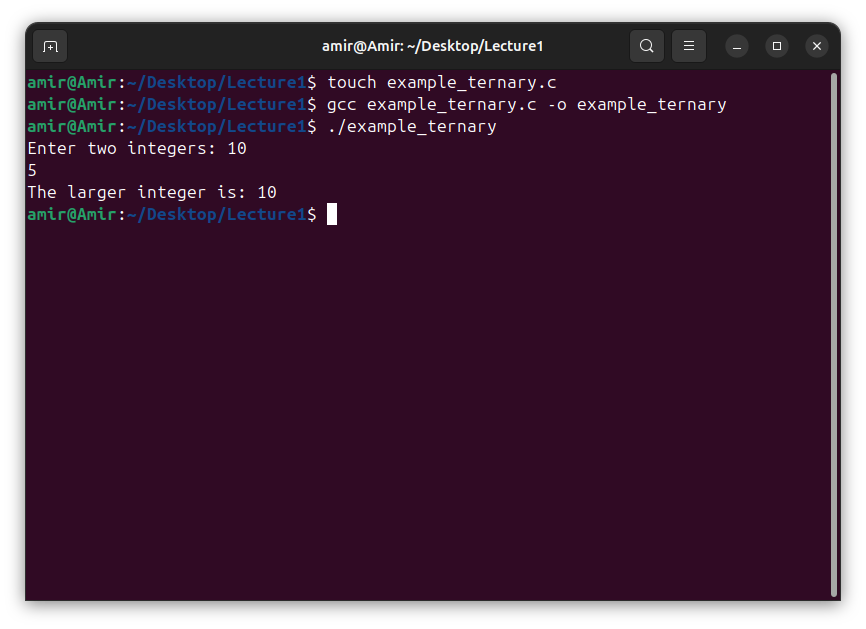 amir@Amir: ~/Desktop/Lecture1
amir@Amir:~/Desktop/Lecture1$ touch example_ternary.c
amir@Amir:~/Desktop/Lecture1$ gcc example_ternary.c -o example_ternary
amir@Amir:~/Desktop/Lecture1$ ./example_ternary
Enter two integers: 10
5
The larger integer is: 10
amir@Amir:~/Desktop/Lecture1$